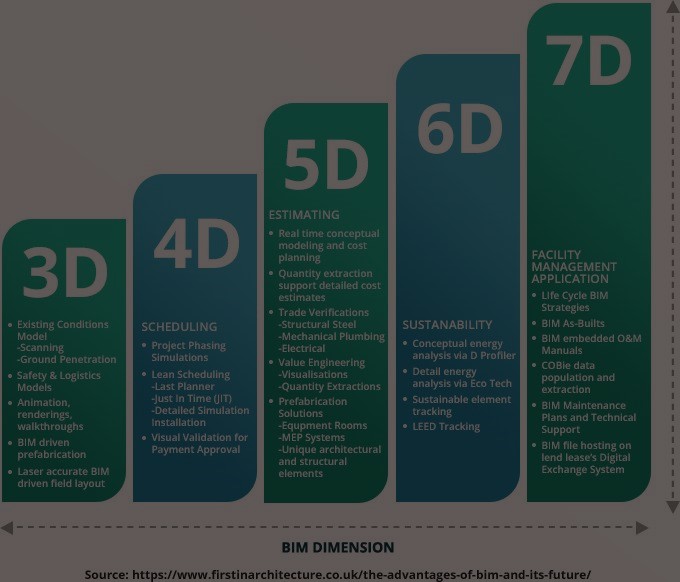 3D
• Existing Conditions
Model
-Scanning
-Ground Penetration
• Safety & Logistics
Models
• Animation,
renderings,
walkthroughs
• BIM driven
prefabrication
• Laser accurate BIM
driven field layout
4D
SCHEDULING
• Project Phasing
Simulations
• Lean Scheduling
-Last Planner
-Just In Time (JIT)
-Detailed Simulation
Installation
• Visual Validation for
Payment Approval
5D
ESTIMATING
• Real time conceptual
modeling and cost
planning
• Quantity extraction
support detailed cost
estimates
• Trade Verifications
-Structural Steel
-Mechanical Plumbing
-Electrical
• Value Engineering
-Visualisations
-Quantity Extractions
• Prefabrication
Solutions
-Equpment Rooms
-MEP Systems
-Unique architectural
and structural
elements
6D
SUSTANABILITY
• Conceptual energy
analysis via D Profiler
• Detail energy
analysis via Eco Tech
• Sustainable element
tracking
• LEED Tracking
7D
FACILITY
MANAGEMENT
APPLICATION
• Life Cycle BIM
Strategies
• BIM As-Builts
• BIM embedded O&M
Manuals
• COBie data
population and
extraction
• BIM Maintenance
Plans and Technical
Support
• BIM file hosting on
lend lease's Digital
Exchange System
BIM DIMENSION
Source: https://www.firstinarchitecture.co.uk/the-advantages-of-bim-and-its-future/